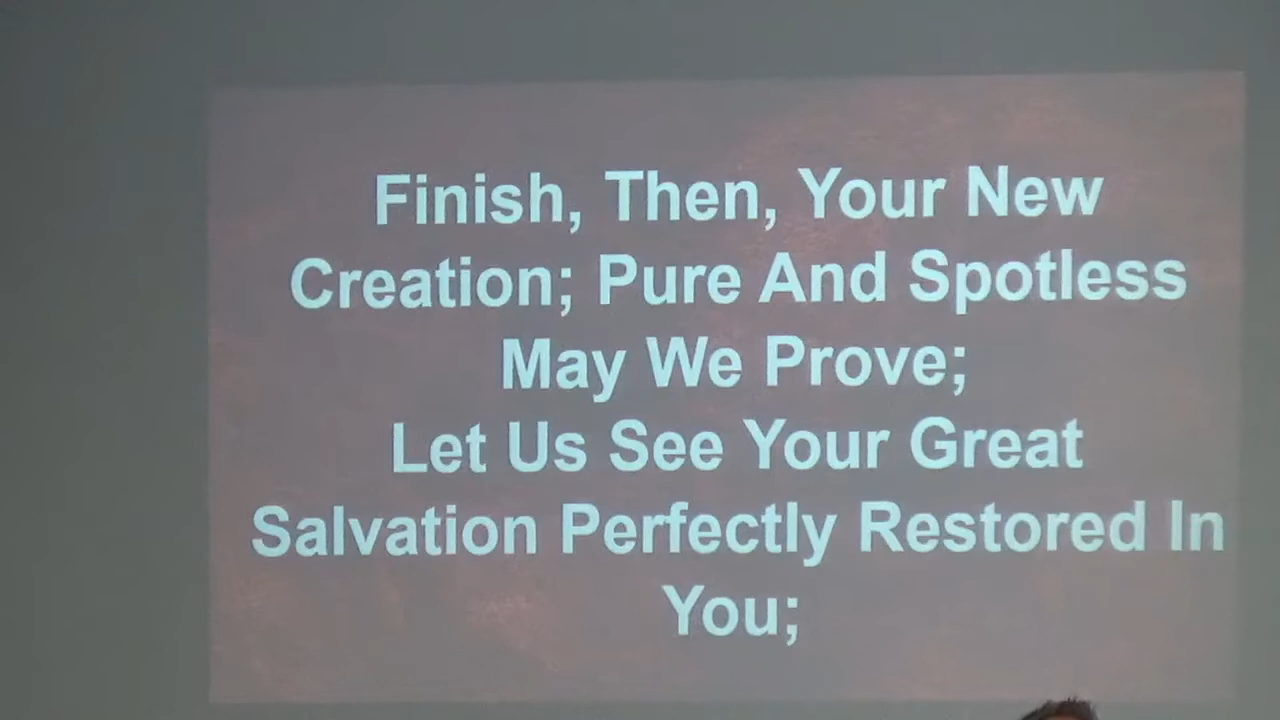 Finish, Then, Your New
Creation; Pure And Spotless
May We Prove;
Let Us See Your Great
Salvation Perfectly Restored In
You;